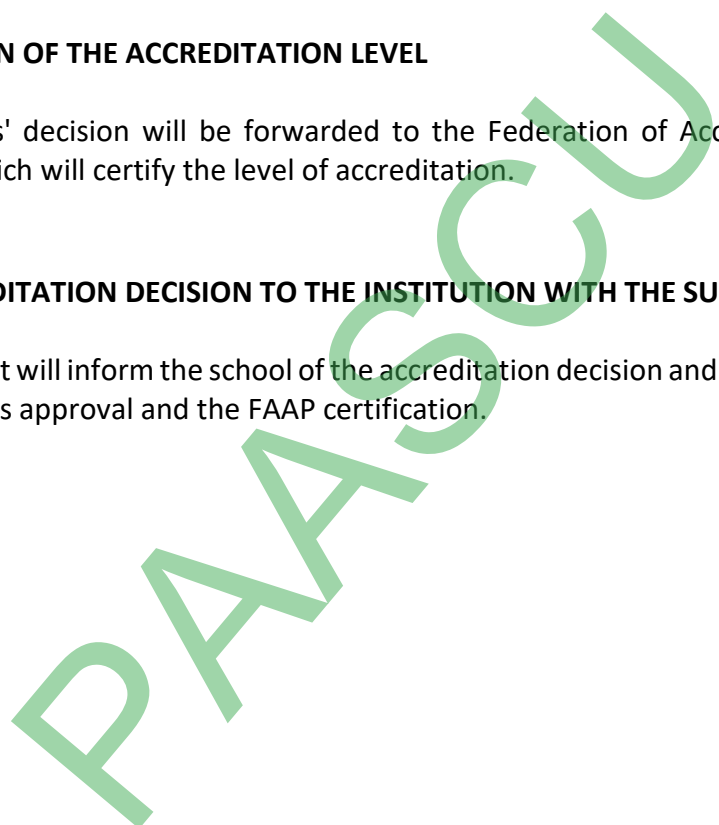 N OF THE ACCREDITATION LEVEL
s' decision will be forwarded to the Federation of Acc
ich will certify the level of accreditation.
DITATION DECISION TO THE INSTITUTION WITH THE SU
t will inform the school of the accreditation decision and
s approval and the FAAP certification.
PAASCU